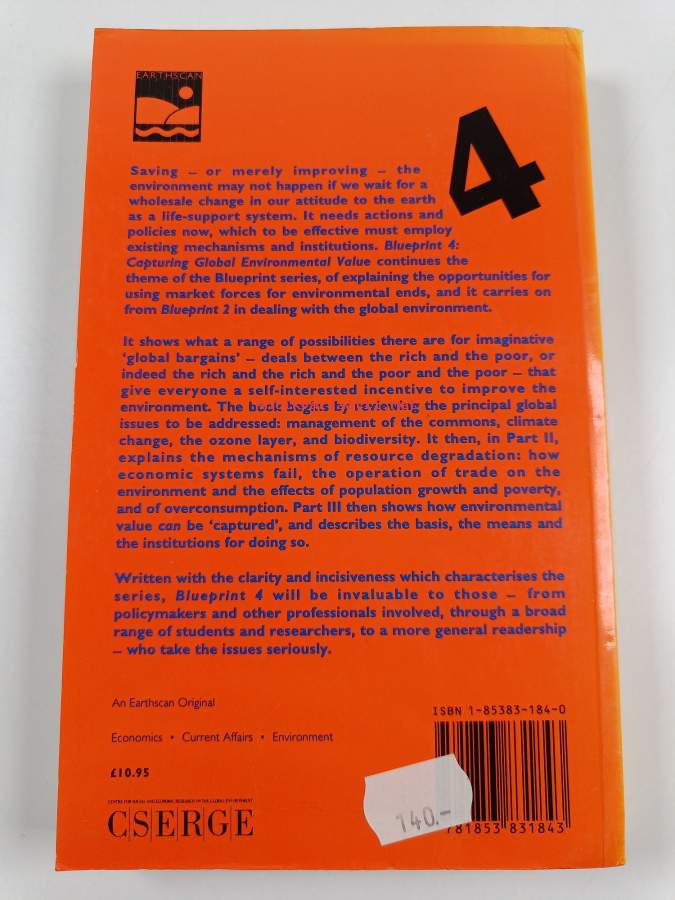 EARTHSCAN
4
Saving – or merely improving – the
environment may not happen if we wait for a
wholesale change in our attitude to the earth
as a life-support system. It needs actions and
policies now, which to be effective must employ
existing mechanisms and institutions. Blueprint 4:
Capturing Global Environmental Value continues the
theme of the Blueprint series, of explaining the opportunities for
using market forces for environmental ends, and it carries on
from Blueprint 2 in dealing with the global environment.
It shows what a range of possibilities there are for imaginative
‘global bargains’ – deals between the rich and the poor, or
indeed the rich and the rich and the poor and the poor – that
give everyone a self-interested incentive to improve the
environment. The book begins by reviewing the principal global
issues to be addressed: management of the commons, climate
change, the ozone layer, and biodiversity. It then, in Part II,
explains the mechanisms of resource degradation: how
economic systems fail, the operation of trade on the
environment and the effects of population growth and poverty,
and of overconsumption. Part III then shows how environmental
value can be ‘captured’, and describes the basis, the means and
the institutions for doing so.
Written with the clarity and incisiveness which characterises the
series, Blueprint 4 will be invaluable to those – from
policymakers and other professionals involved, through a broad
range of students and researchers, to a more general readership
– who take the issues seriously.
An Earthscan Original
ISBN 1-85383-184-0
Economics • Current Affairs • Environment
£10.95
CENTRE FOR SOCIAL AND ECONOMIC RESEARCH ON THE GLOBAL ENVIRONMENT
CSERGE
140.-
781853 831843